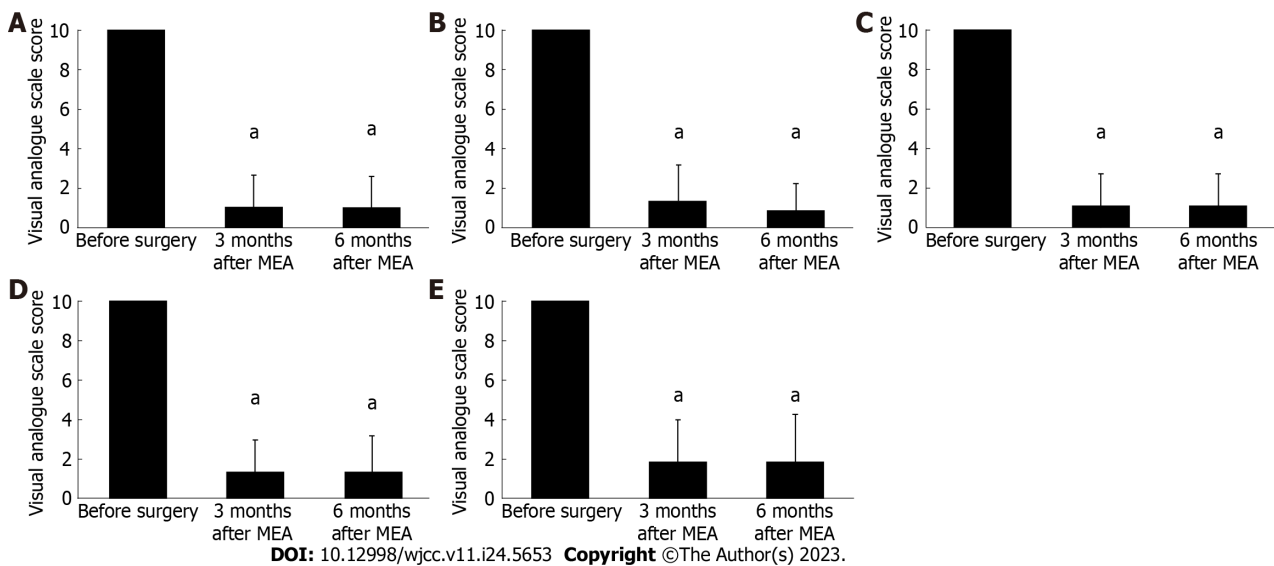 A
Visual analogue scale score
10
8
6
4
2
0
a
a
Before surgery
3 months
after MEA
6 months
after MEA
B
Visual analogue scale score
10
8
6
4
2
0
a
a
Before surgery
3 months
after MEA
6 months
after MEA
C
Visual analogue scale score
10
8
6
4
2
0
a
a
Before surgery
3 months
after MEA
6 months
after MEA
D
Visual analogue scale score
10
8
6
4
2
0
a
a
Before surgery
3 months
after MEA
6 months
after MEA
E
Visual analogue scale score
10
8
6
4
2
0
a
a
Before surgery
3 months
after MEA
6 months
after MEA
DOI: 10.12998/wjcc.v11.i24.5653 Copyright ©The Author(s) 2023.